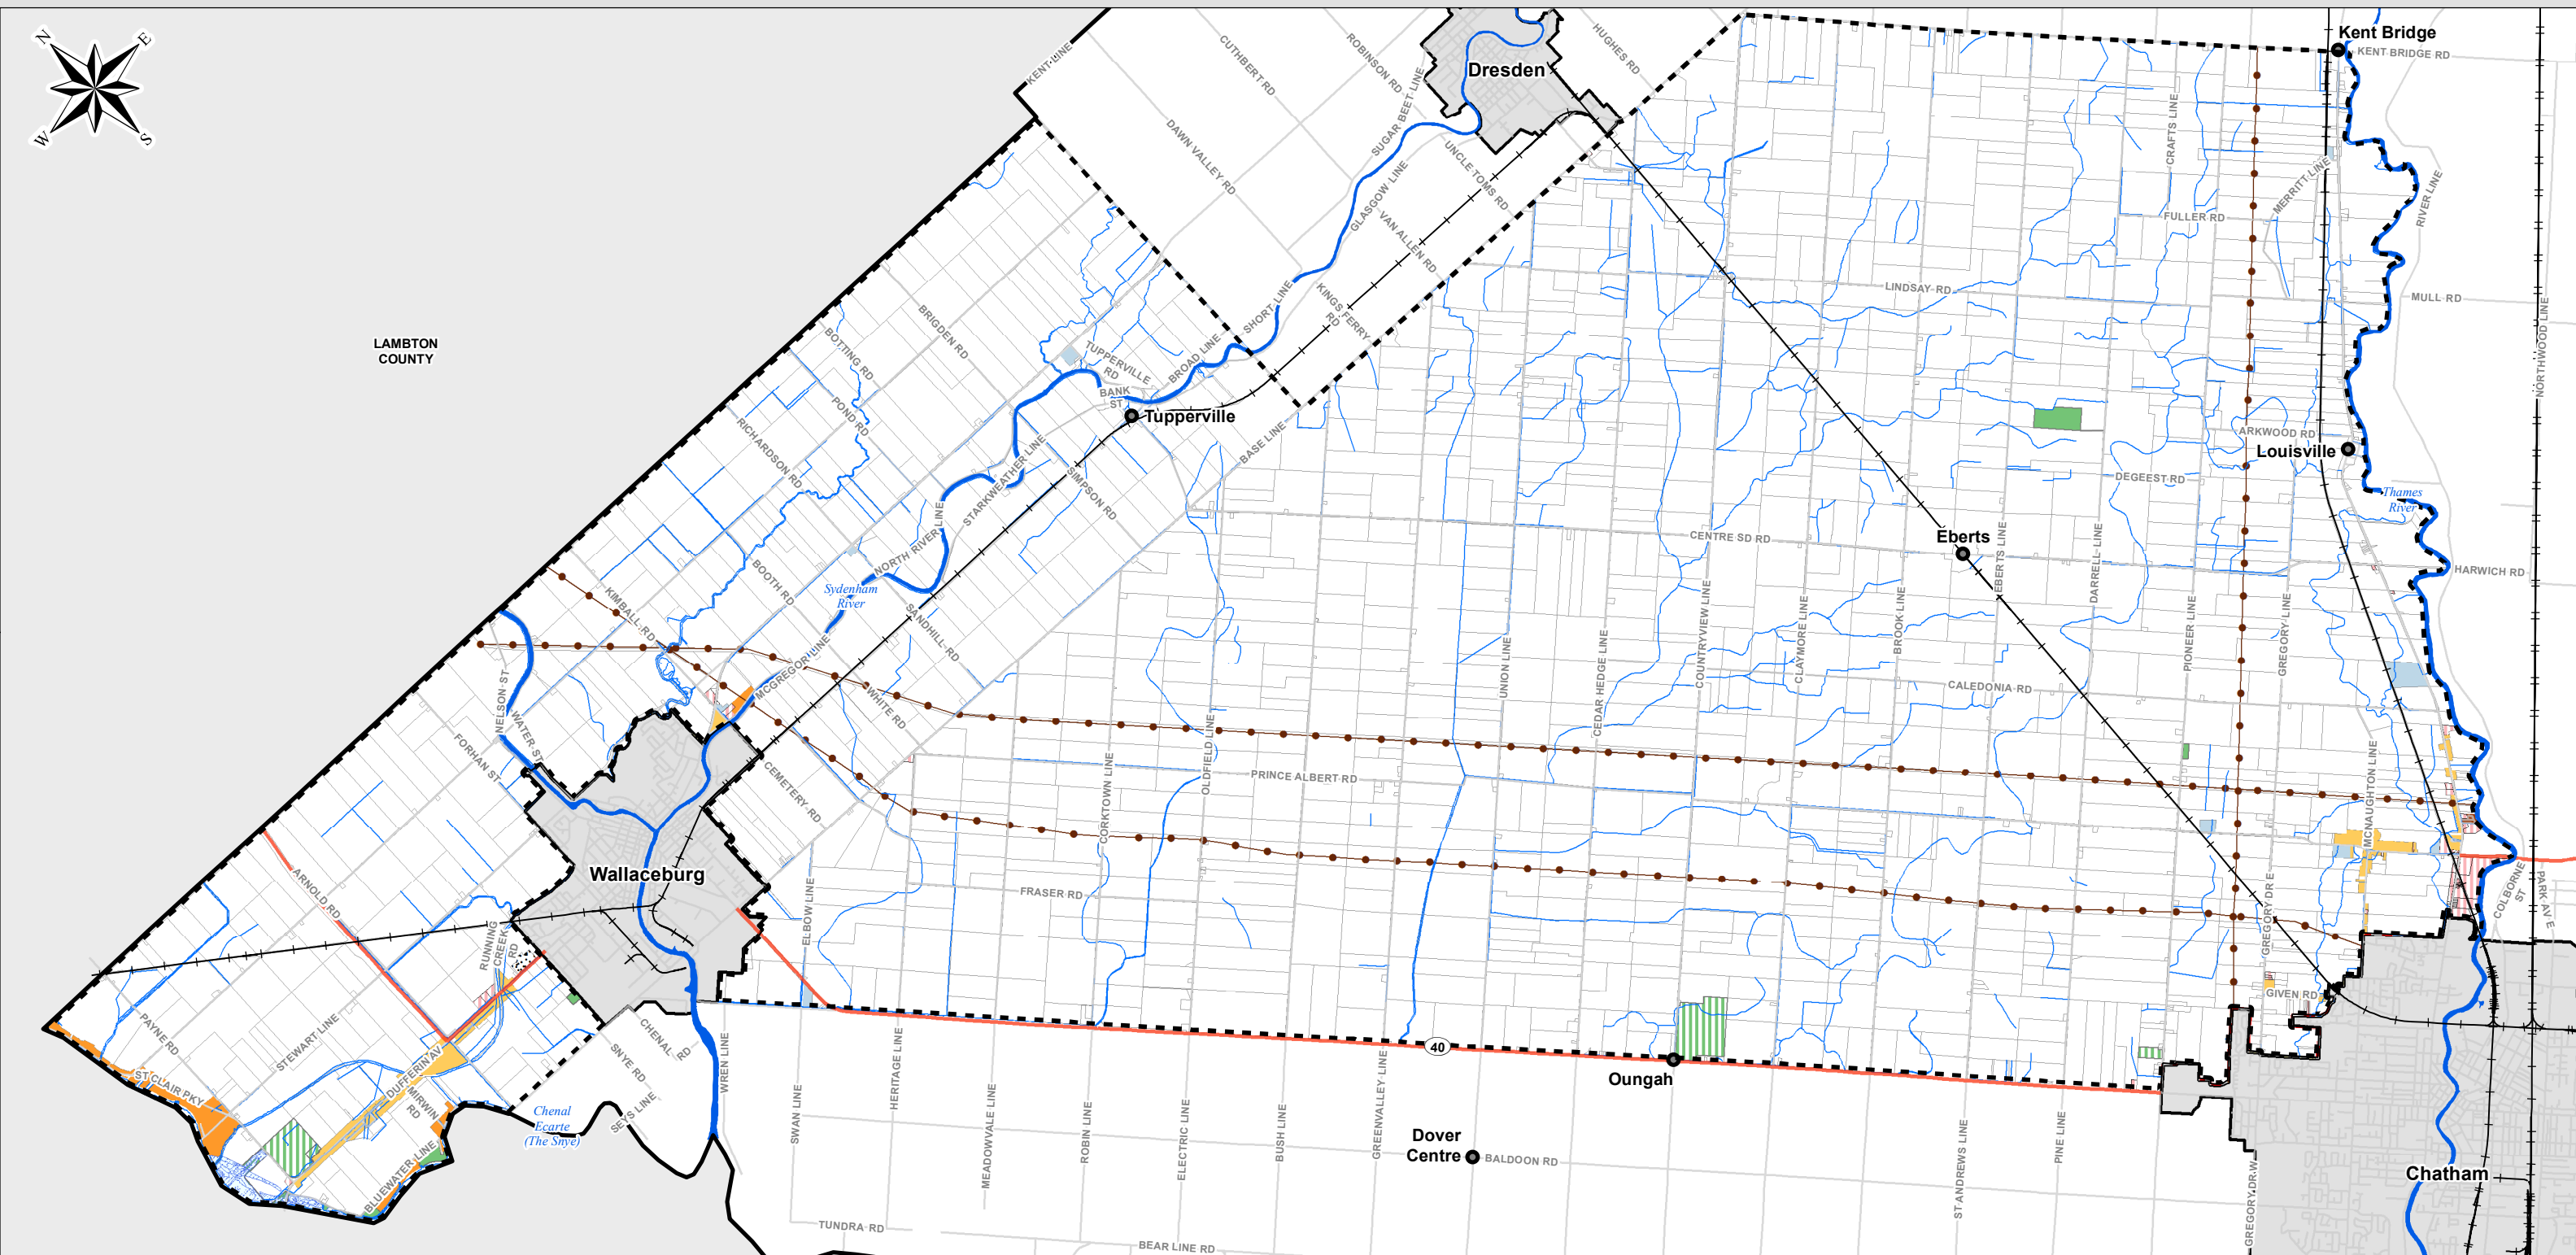 N
E
W
S
KENT LINE
CUTHBERT RD
ROBINSON RD
SUGAR BEET LINE
Dresden
HUGHES RD
Kent Bridge
KENT BRIDGE RD
DAWN VALLEY RD
GLASGOW LINE
UNCLE TOMS RD
VAN ALLEN RD
CRAFTS LINE
MERRITT LINE
RIVER LINE
FULLER RD
LINDSAY RD
MULL RD
NORTHWOOD LINE
LAMBTON
COUNTY
BOTTING RD
BRIGDEN RD
SHORT LINE
KINGS FERRY
RD
TUPPERVILLE
RD
BROAD LINE
BANK
ST
Tupperville
POND RD
RICHARDSON RD
STARKWEATHER LINE
SIMPSON RD
BASE LINE
ARKWOOD RD
Louisville
DEGEEST RD
Thames
River
CENTRE SD RD
Eberts
EBERTS LINE
DARRELL LINE
HARWICH RD
NORTH RIVER LINE
BOOTH RD
Sydenham
River
KIMBALL RD
SANDHILL RD
MCGREGOR LINE
WHITE RD
UNION LINE
CEDAR HEDGE LINE
COUNTRYVIEW LINE
CLAYMORE LINE
BROOK LINE
PIONEER LINE
GREGORY LINE
CALEDONIA RD
NELSON ST
WATER ST
FORHAN ST
CEMETERY RD
CORKTOWN LINE
OLDFIELD LINE
PRINCE ALBERT RD
MCNAUGHTON LINE
Wallaceburg
ARNOLD RD
ELBOW LINE
FRASER RD
GREGORY DR E
COLBORNE
ST
PARK AV E
RUNNING
CREEK
RD
GIVEN RD
PAYNE RD
STEWART LINE
CHENAL RD
SNYE RD
WREN LINE
40
ST CLAIR PKY
DUFFERIN AV
MIRWIN
RD
SEYS LINE
Chenal
Ecarte
(The Snye)
BLUEWATER LINE
Oungah
SWAN LINE
HERITAGE LINE
MEADOWVALE LINE
ROBIN LINE
ELECTRIC LINE
BUSH LINE
GREENVALLEY LINE
Dover
Centre
BALDOON RD
ST ANDREWS LINE
PINE LINE
GREGORY DR W
Chatham
TUNDRA RD
BEAR LINE RD